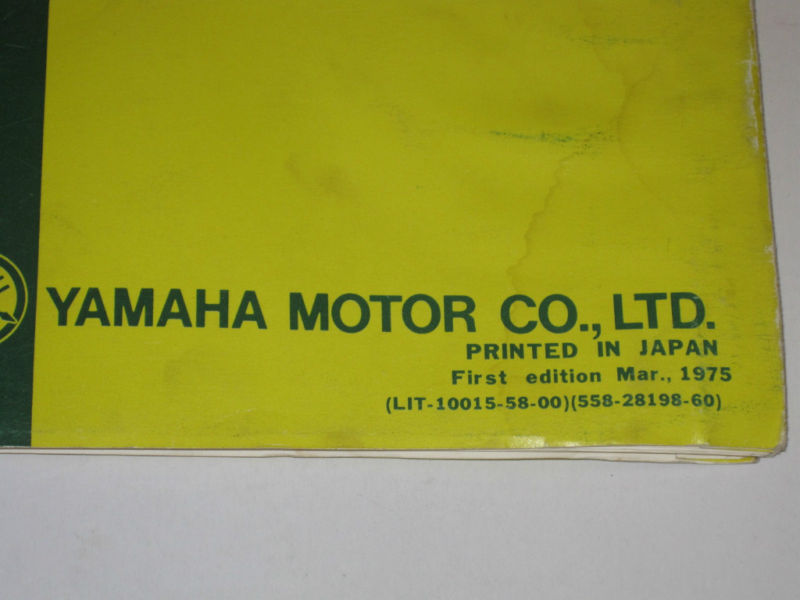 YAMAHA MOTOR CO., LTD.
PRINTED IN JAPAN
First edition Mar., 1975
(LIT-10015-58-00)(558-28198-60)